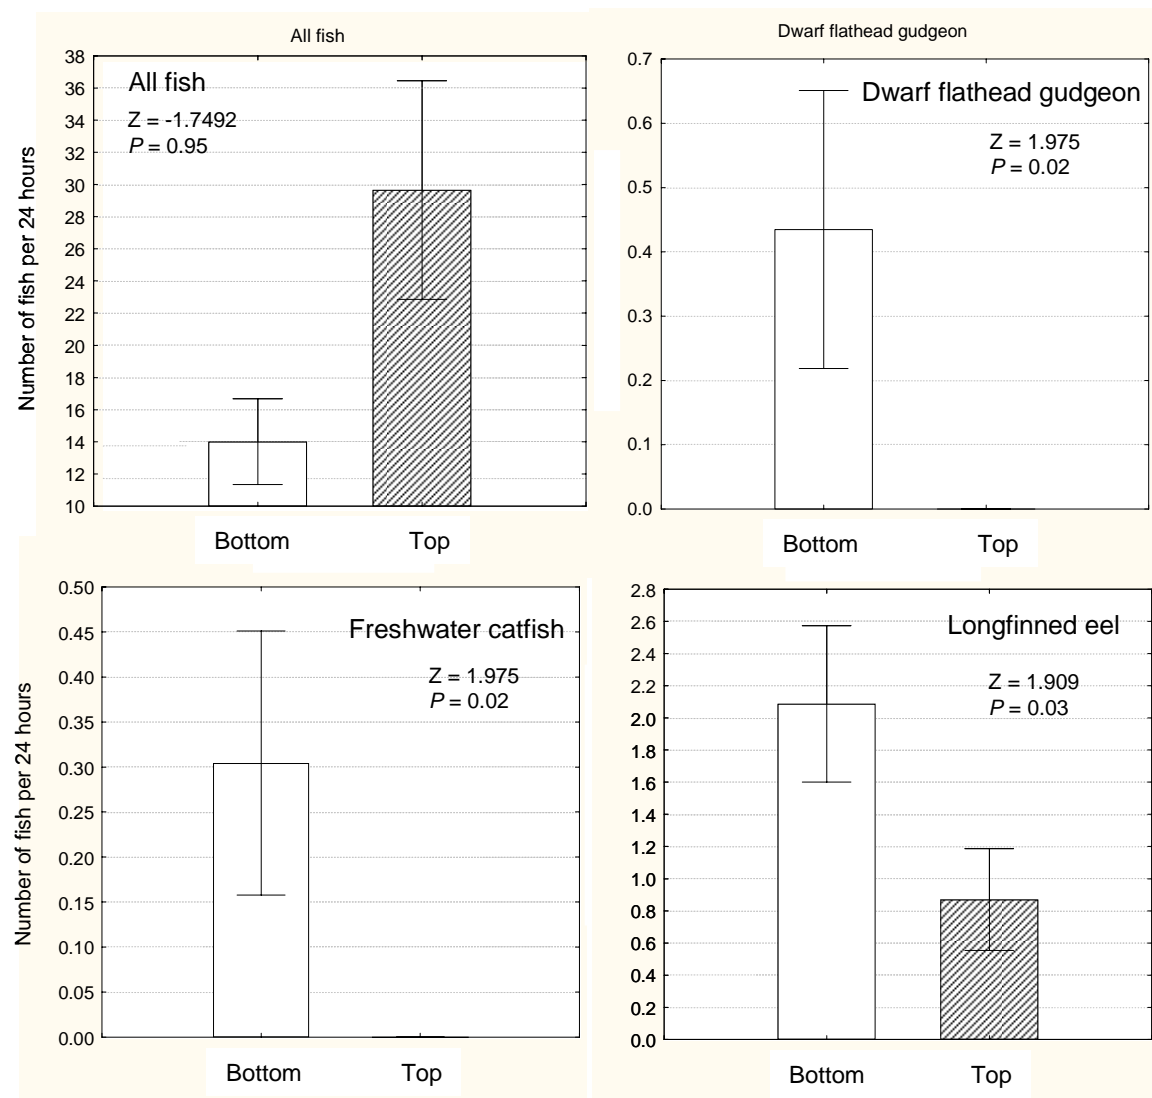 All fish
38
36
34
32
30
28
26
24
22
20
18
16
14
12
10
Number of fish per 24 hours
All fish
Z = -1.7492
P = 0.95
Bottom Top
Dwarf flathead gudgeon
0.7
0.6
0.5
0.4
0.3
0.2
0.1
0.0
Dwarf flathead gudgeon
Z = 1.975
P = 0.02
Bottom Top
0.50
0.45
0.40
0.35
0.30
0.25
0.20
0.15
0.10
0.05
0.00
Number of fish per 24 hours
Freshwater catfish
Z = 1.975
P = 0.02
Bottom Top
2.8
2.6
2.4
2.2
2.0
1.8
1.6
1.4
1.2
1.0
0.8
0.6
0.4
0.2
0.0
Longfinned eel
Z = 1.909
P = 0.03
Bottom Top